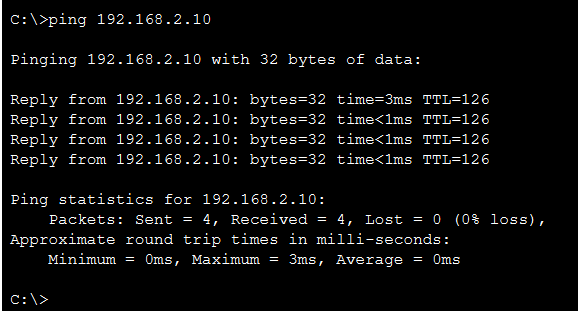 C:\>ping 192.168.2.10
Pinging 192.168.2.10 with 32 bytes of data:
Reply from 192.168.2.10: bytes=32 time=3ms TTL=126
Reply from 192.168.2.10: bytes=32 time<1ms TTL=126
Reply from 192.168.2.10: bytes=32 time<1ms TTL=126
Reply from 192.168.2.10: bytes=32 time<1ms TTL=126
Ping statistics for 192.168.2.10:
    Packets: Sent = 4, Received = 4, Lost = 0 (0% loss),
Approximate round trip times in milli-seconds:
    Minimum = 0ms, Maximum = 3ms, Average = 0ms
C:\>